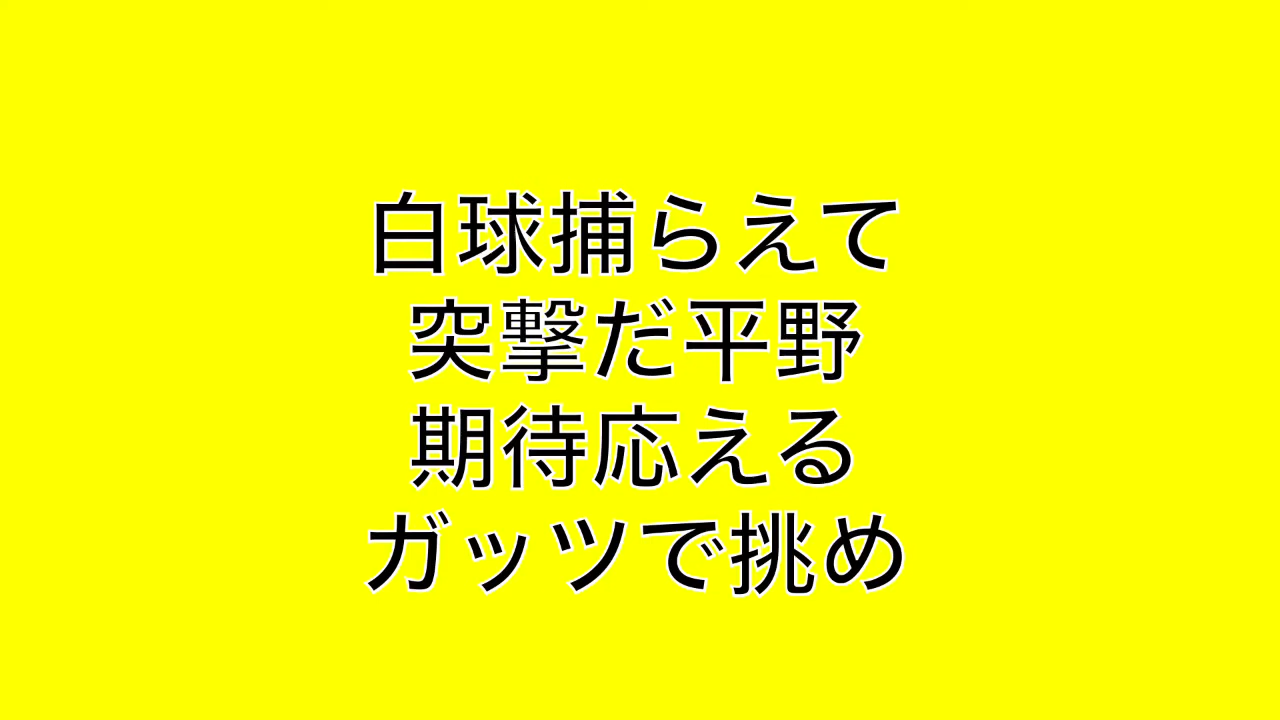 白球捕らえて
突撃だ平野
期待応える
ガッツで挑め